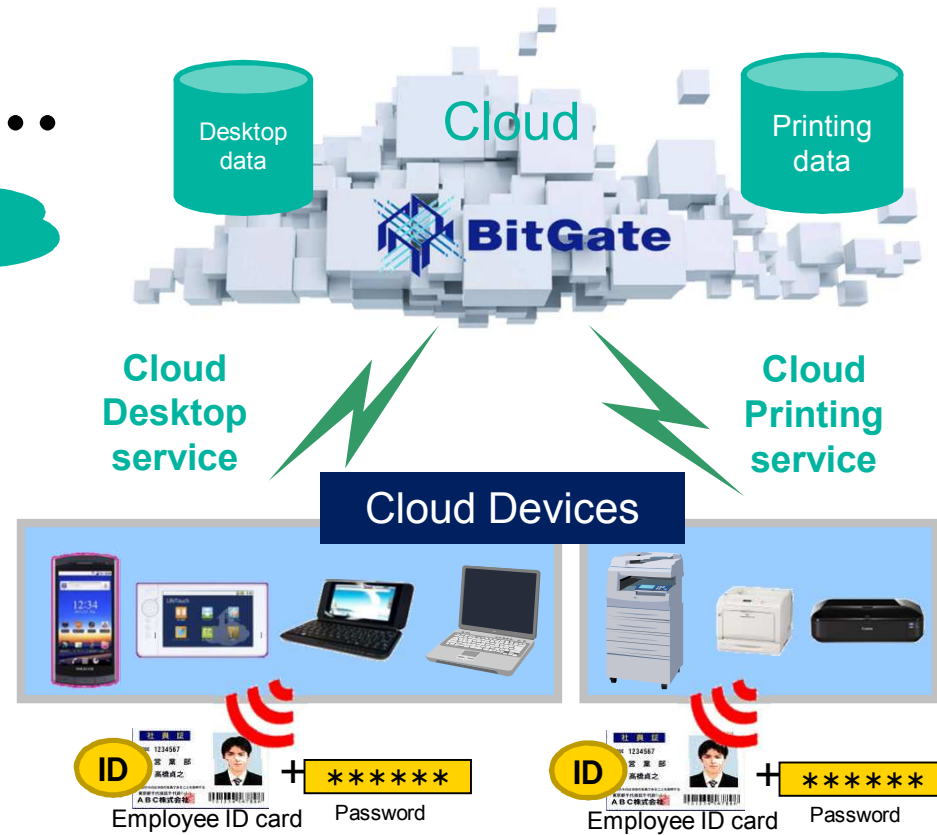 Desktop
data
Cloud
Printing
data
BitGate
Cloud
Desktop
service
Cloud
Printing
service
Cloud Devices
12:34
LifeTouch
Canon
ID
社員証
1234567
営業部
高橋貞之
ABC株式会社
+
******
Employee ID card
Password
ID
社員証
1234567
営業部
高橋貞之
ABC株式会社
+
******
Employee ID card
Password